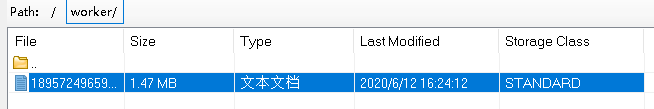 Path: / worker/
File Size Type Last Modified Storage Class
..
18957249659... 1.47 MB 文本文档 2020/6/12 16:24:12 STANDARD